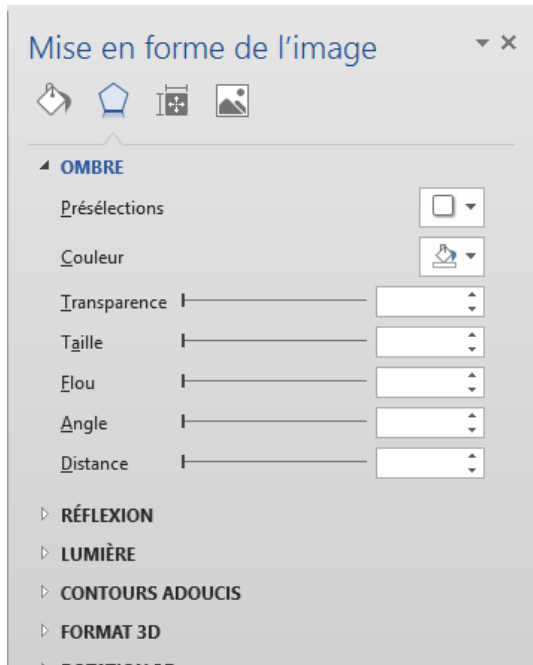 Mise en forme de l'image
OMBRE
Présélections
Couleur
Transparence
Taille
Flou
Angle
Distance
RÉFLEXION
LUMIÈRE
CONTOURS ADOUCIS
FORMAT 3D